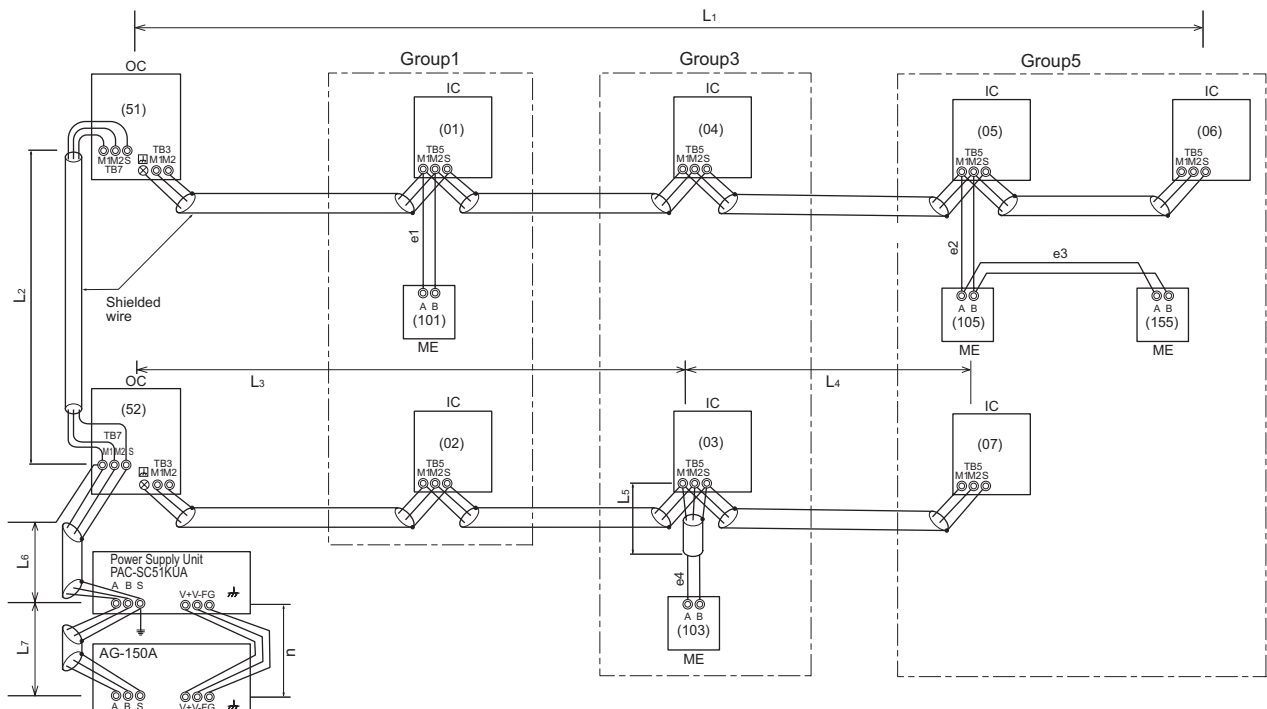 L1
Group1
Group3
Group5
OC
(51)
TB3
M1M2S
M1M2
TB7
IC
(01)
TB5
M1M2S
IC
(04)
TB5
M1M2S
IC
(05)
TB5
M1M2S
IC
(06)
TB5
M1M2S
L2
Shielded
wire
e1
A B
(101)
ME
e2
e3
A B
(105)
ME
A B
(155)
ME
L3
L4
OC
(52)
TB7
M1M2 S
TB3
M1M2
IC
(02)
TB5
M1M2S
IC
(03)
TB5
M1M2S
IC
(07)
TB5
M1M2S
L5
e4
A B
(103)
ME
L6
Power Supply Unit
PAC-SC51KUA
A B S
V+V-FG
L7
n
AG-150A
A B S
V+V-FG